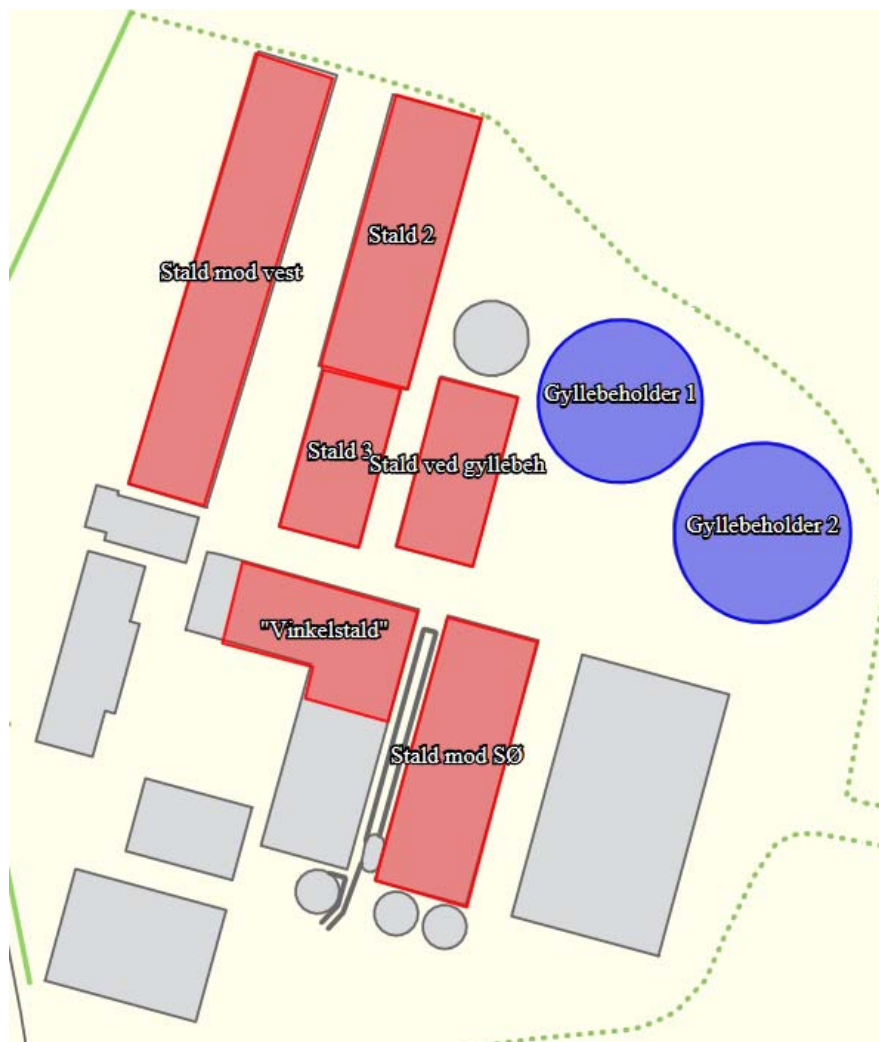 Stald 2
Stald mod vest
Gyllebeholder 1
Stald 3
Stald ved gyllebeh
Gyllebeholder 2
"Vinkelstald"
Stald mod SØ